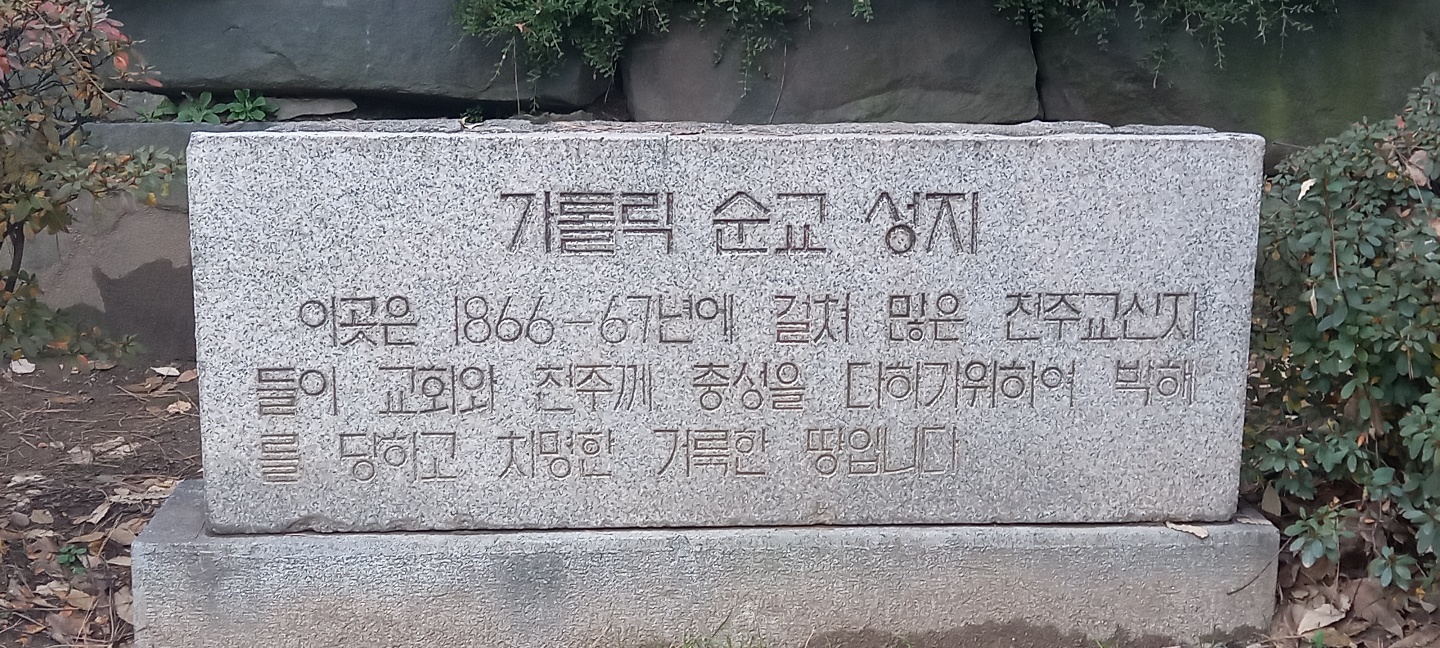 가톨릭 순교 성지
이곳은 1866-67년에 걸쳐 많은 천주교신자
들이 교회와 천주께 충성을 다하기위하여 박해
를 당하고 치명한 거룩한 땅입니다